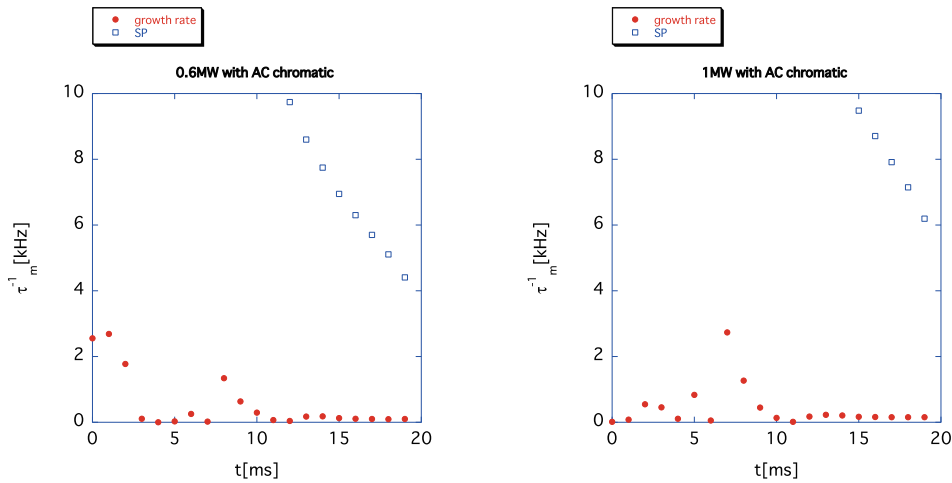 growth rate
SP
0.6MW with AC chromatic
10
8
6
4
2
0
0 5 10 15 20
τ⁻¹m[kHz]
t[ms]
growth rate
SP
1MW with AC chromatic
10
8
6
4
2
0
0 5 10 15 20
τ⁻¹m[kHz]
t[ms]